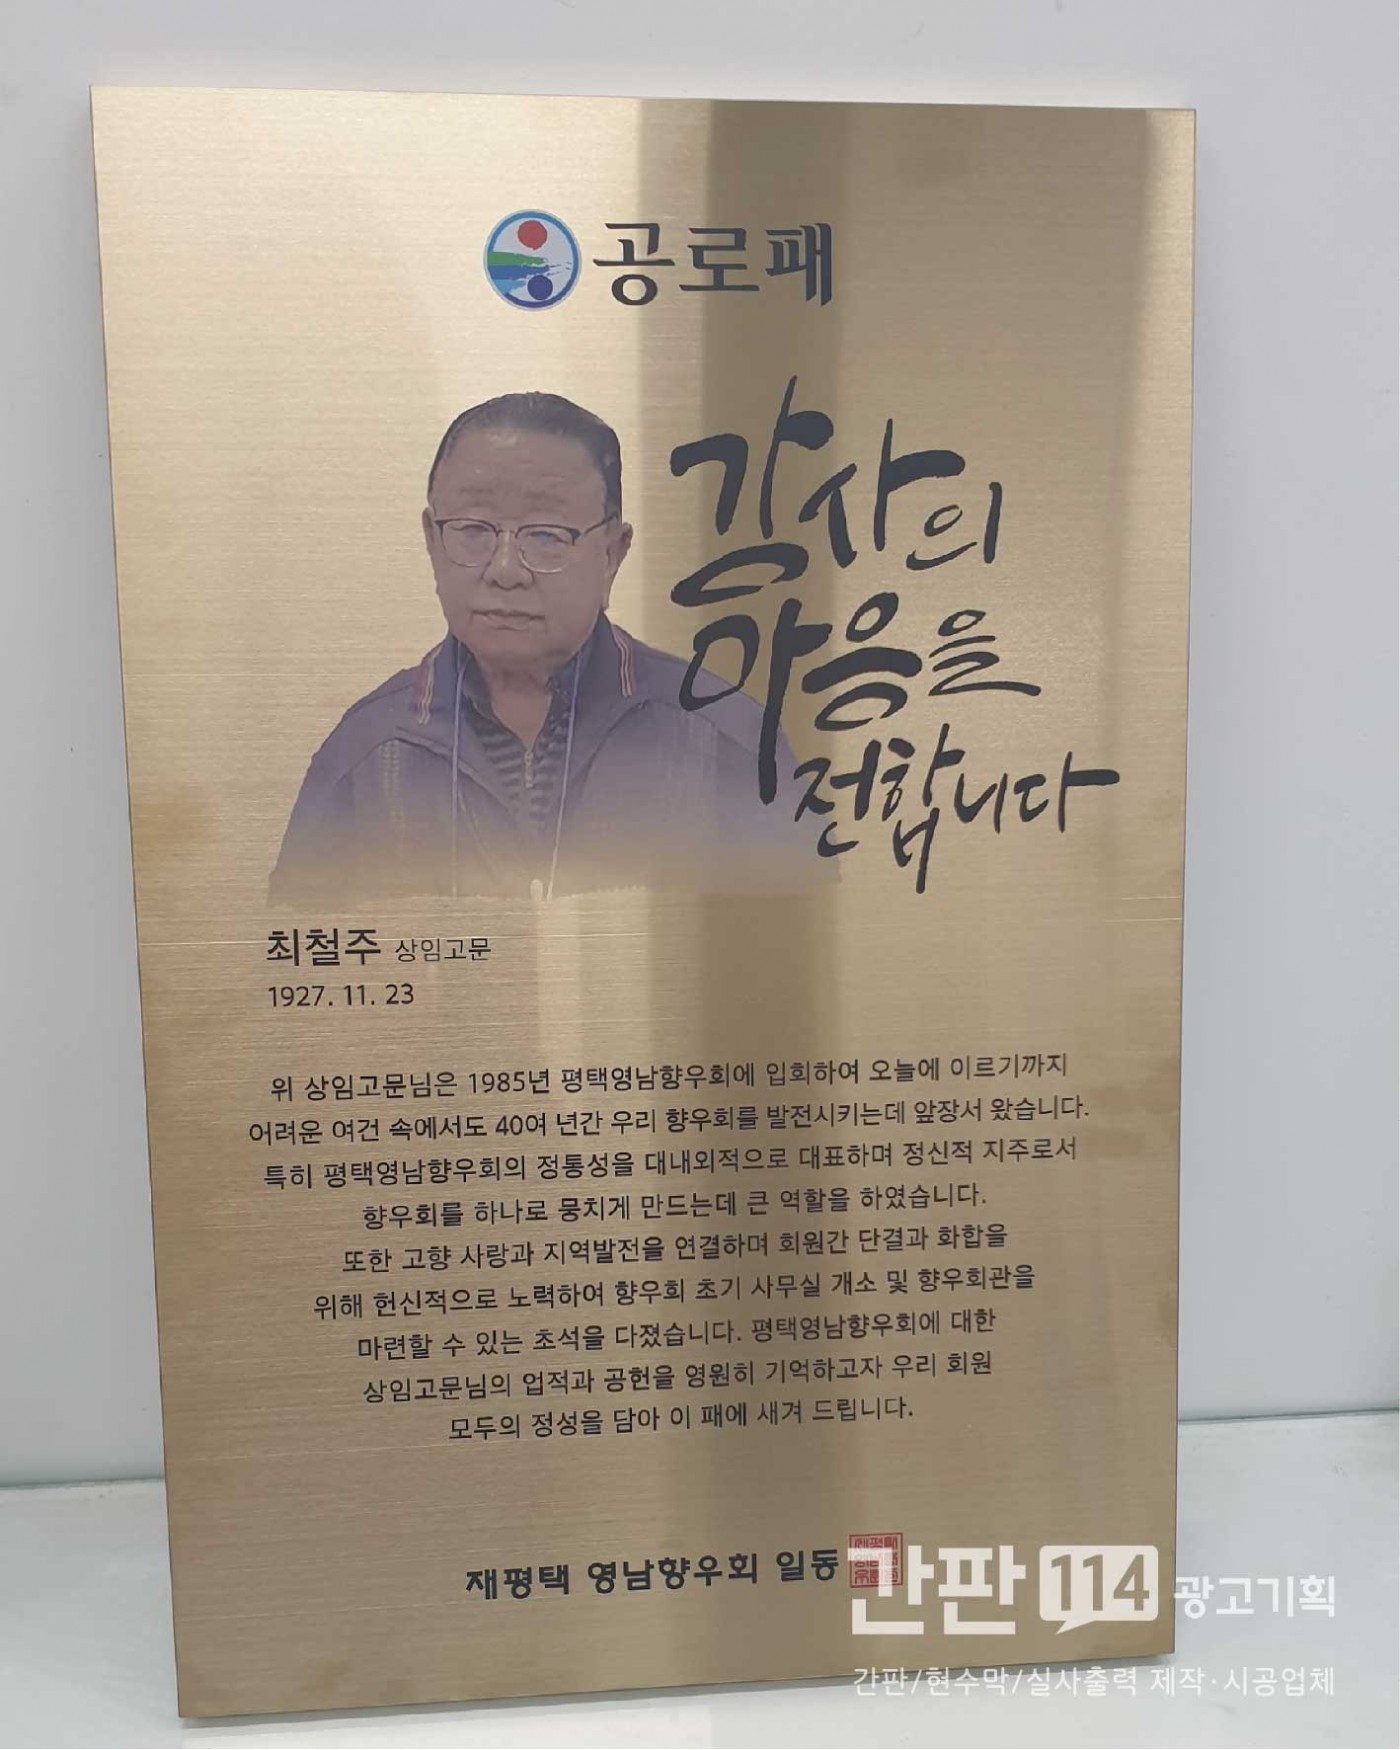 공로패
감사의
마음을
전합니다
최철주 상임고문
1927. 11. 23
위 상임고문님은 1985년 평택영남향우회에 입회하여 오늘에 이르기까지
어려운 여건 속에서도 40여 년간 우리 향우회를 발전시키는데 앞장서 왔습니다.
특히 평택영남향우회의 정통성을 대내외적으로 대표하며 정신적 지주로서
향우회를 하나로 뭉치게 만드는데 큰 역할을 하였습니다.
또한 고향 사랑과 지역발전을 연결하며 회원간 단결과 화합을
위해 헌신적으로 노력하여 향우회 초기 사무실 개소 및 향우회관을
마련할 수 있는 초석을 다졌습니다. 평택영남향우회에 대한
상임고문님의 업적과 공헌을 영원히 기억하고자 우리 회원
모두의 정성을 담아 이 패에 새겨 드립니다.
재평택 영남향우회 일동
간판 114 광고기획
간판/현수막/실사출력 제작·시공업체